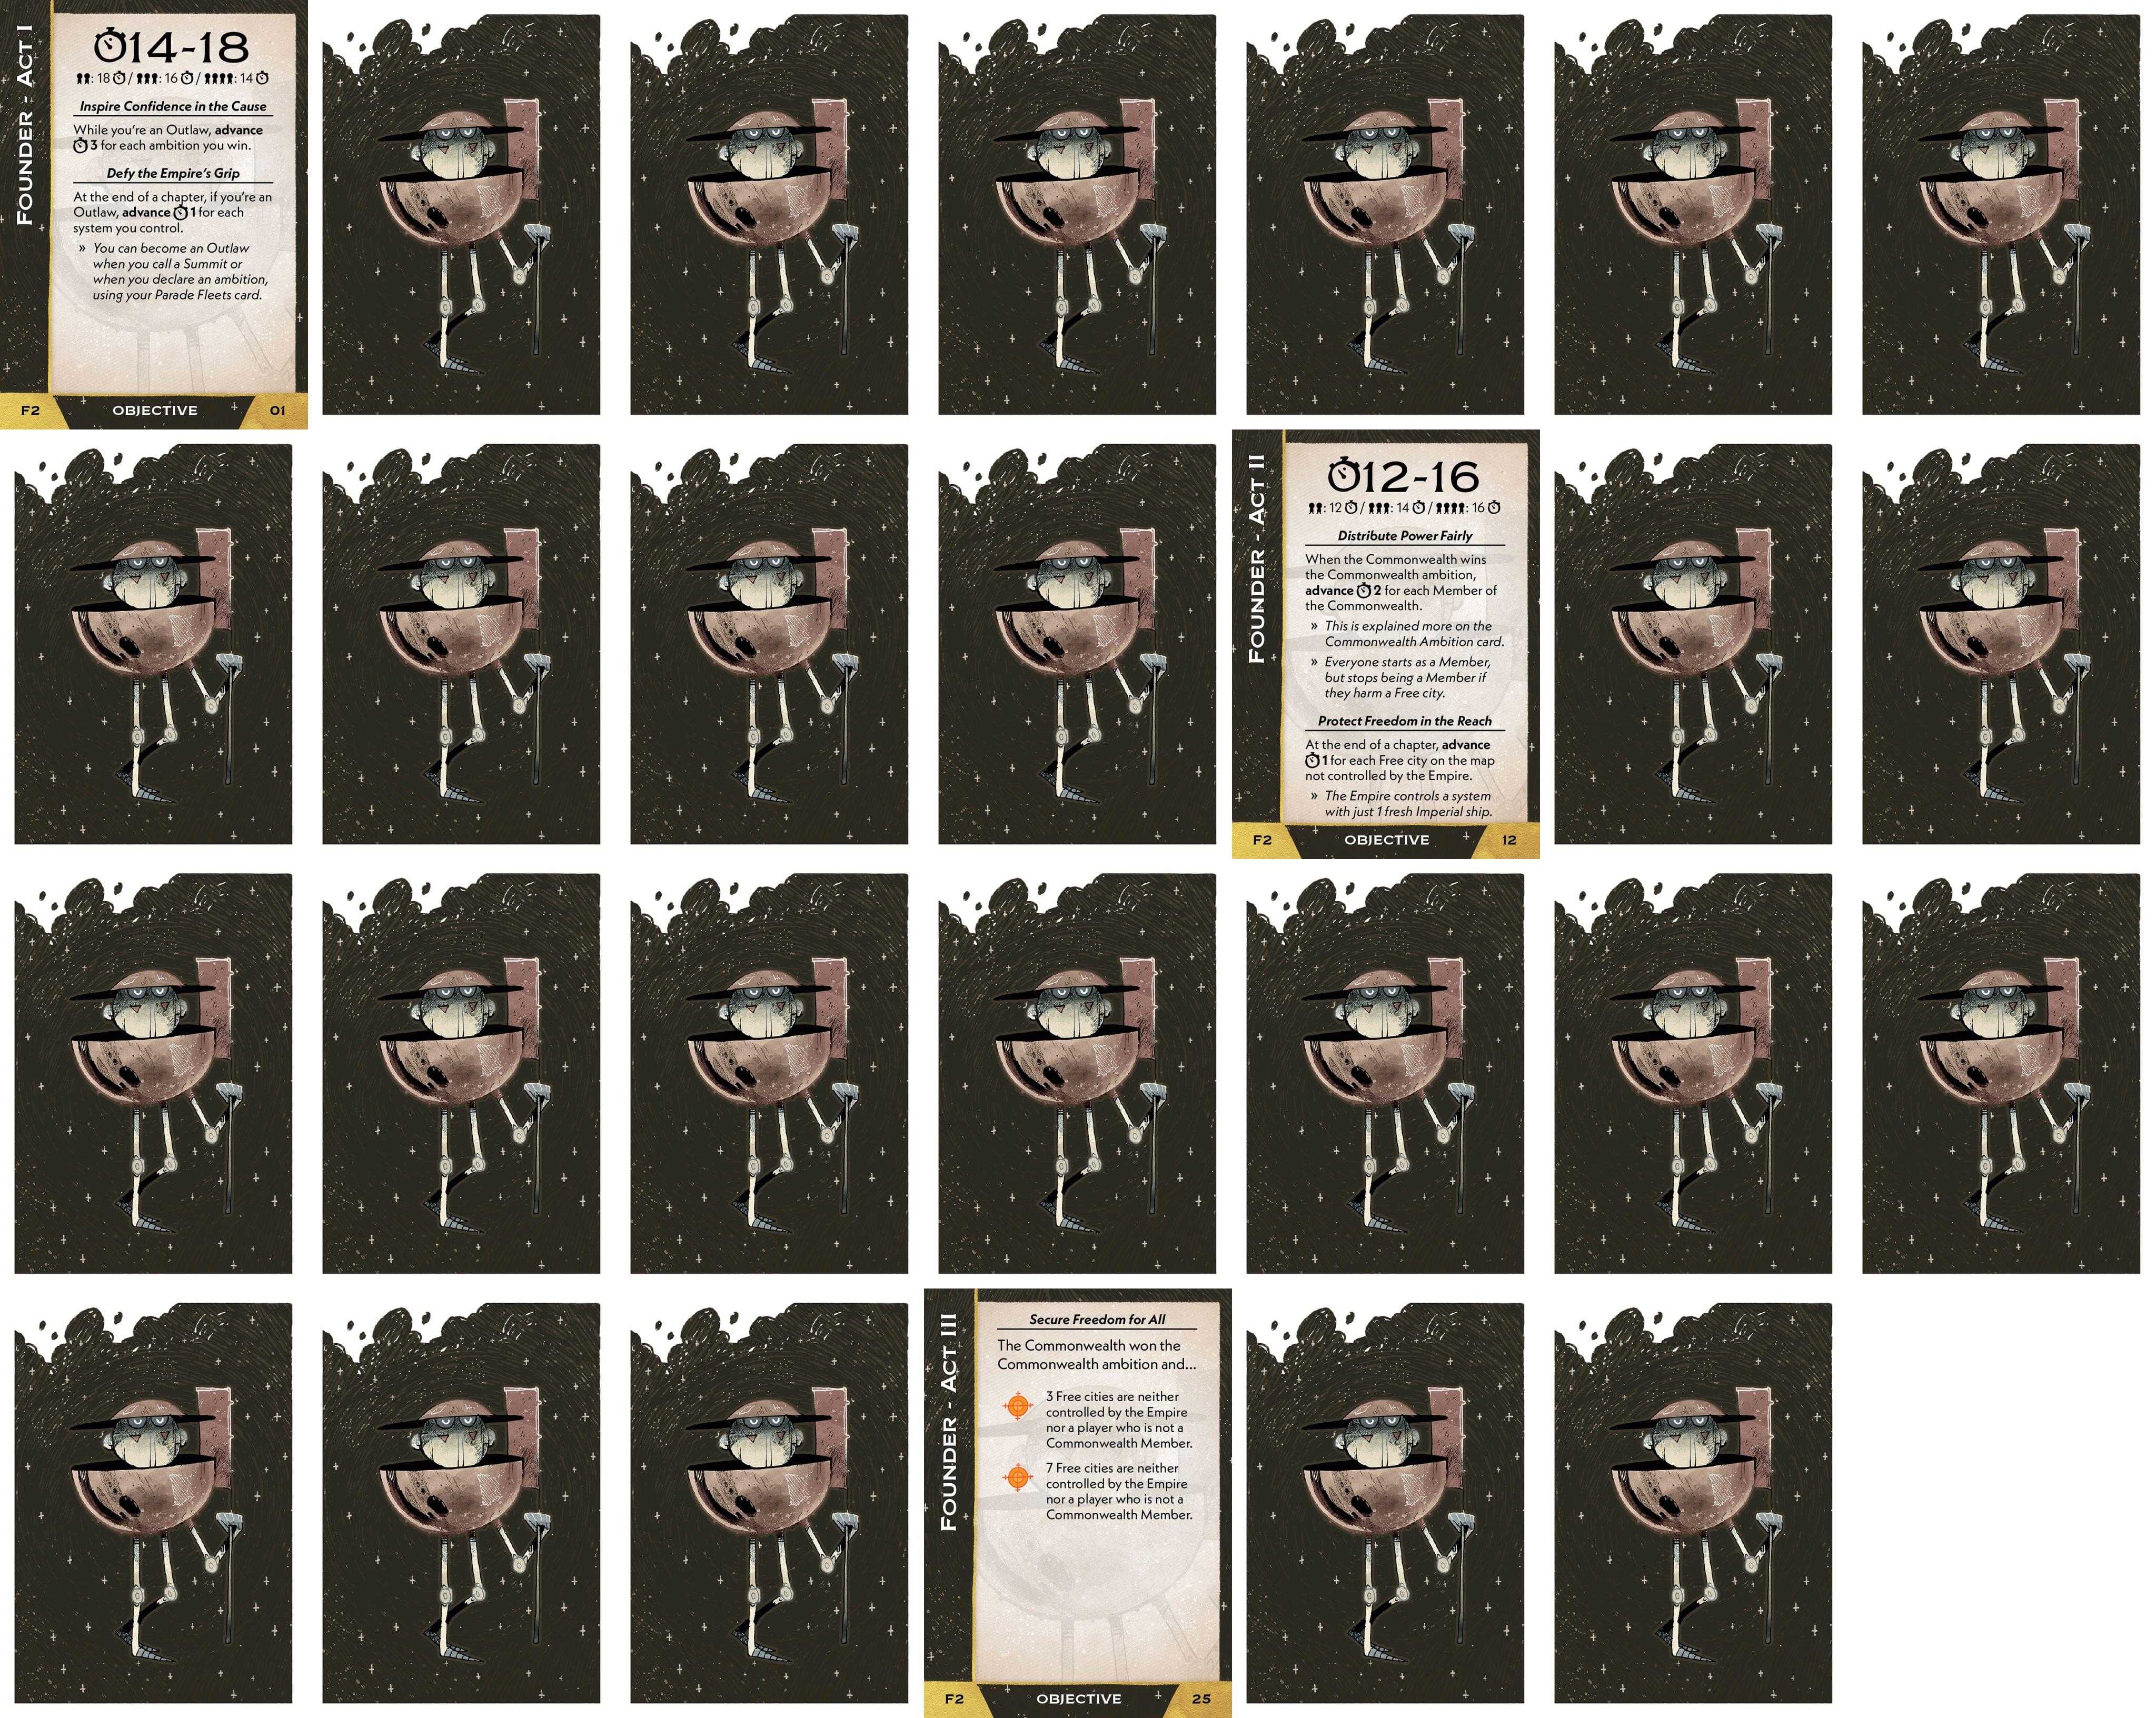 FOUNDER - ACT I
14-18
: 18 / : 16 / : 14
Inspire Confidence in the Cause
While you're an Outlaw, advance
3 for each ambition you win.
Defy the Empire's Grip
At the end of a chapter, if you're an
Outlaw, advance 1 for each
system you control.
» You can become an Outlaw
when you call a Summit or
when you declare an ambition,
using your Parade Fleets card.
F2 OBJECTIVE 01
FOUNDER - ACT II
12-16
: 12 / : 14 / : 16
Distribute Power Fairly
When the Commonwealth wins
the Commonwealth ambition,
advance 2 for each Member of
the Commonwealth.
» This is explained more on the
Commonwealth Ambition card.
» Everyone starts as a Member,
but stops being a Member if
they harm a Free city.
Protect Freedom in the Reach
At the end of a chapter, advance
1 for each Free city on the map
not controlled by the Empire.
» The Empire controls a system
with just 1 fresh Imperial ship.
F2 OBJECTIVE 12
FOUNDER - ACT III
Secure Freedom for All
The Commonwealth won the
Commonwealth ambition and...
3 Free cities are neither
controlled by the Empire
nor a player who is not a
Commonwealth Member.
7 Free cities are neither
controlled by the Empire
nor a player who is not a
Commonwealth Member.
F2 OBJECTIVE 25